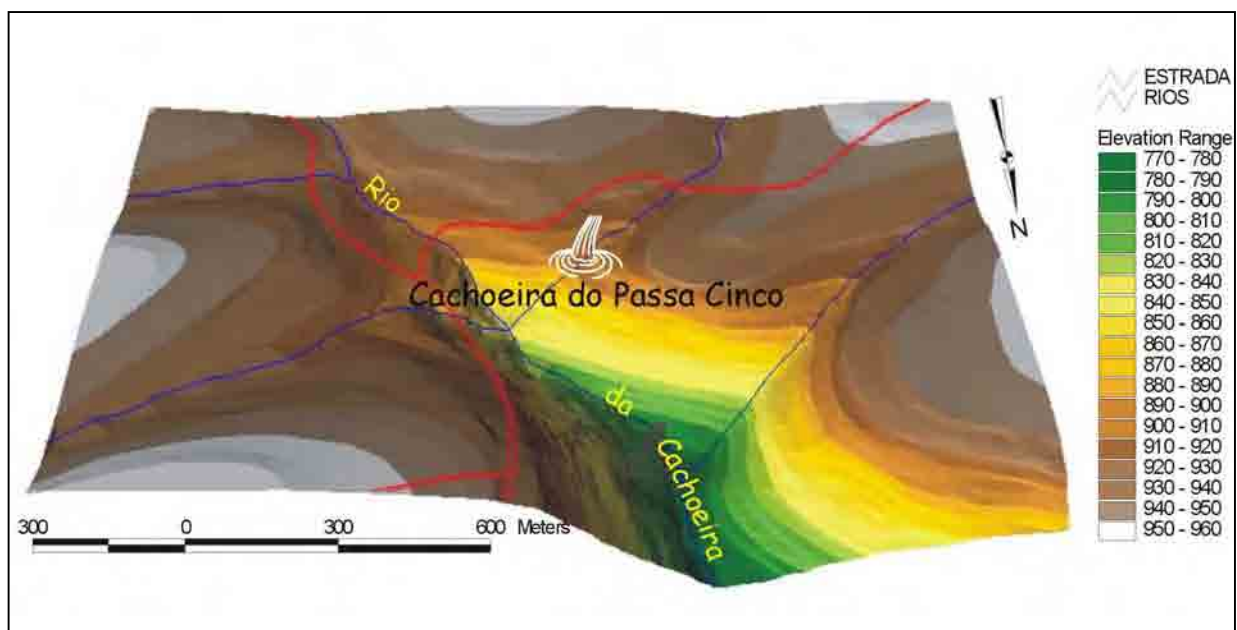 ESTRADA
RIOS
Elevation Range
770 - 780
780 - 790
790 - 800
800 - 810
810 - 820
820 - 830
830 - 840
840 - 850
850 - 860
860 - 870
870 - 880
880 - 890
890 - 900
900 - 910
910 - 920
920 - 930
930 - 940
940 - 950
950 - 960
N
Rio
Cachoeira do Passa Cinco
da
Cachoeira
300 0 300 600 Meters